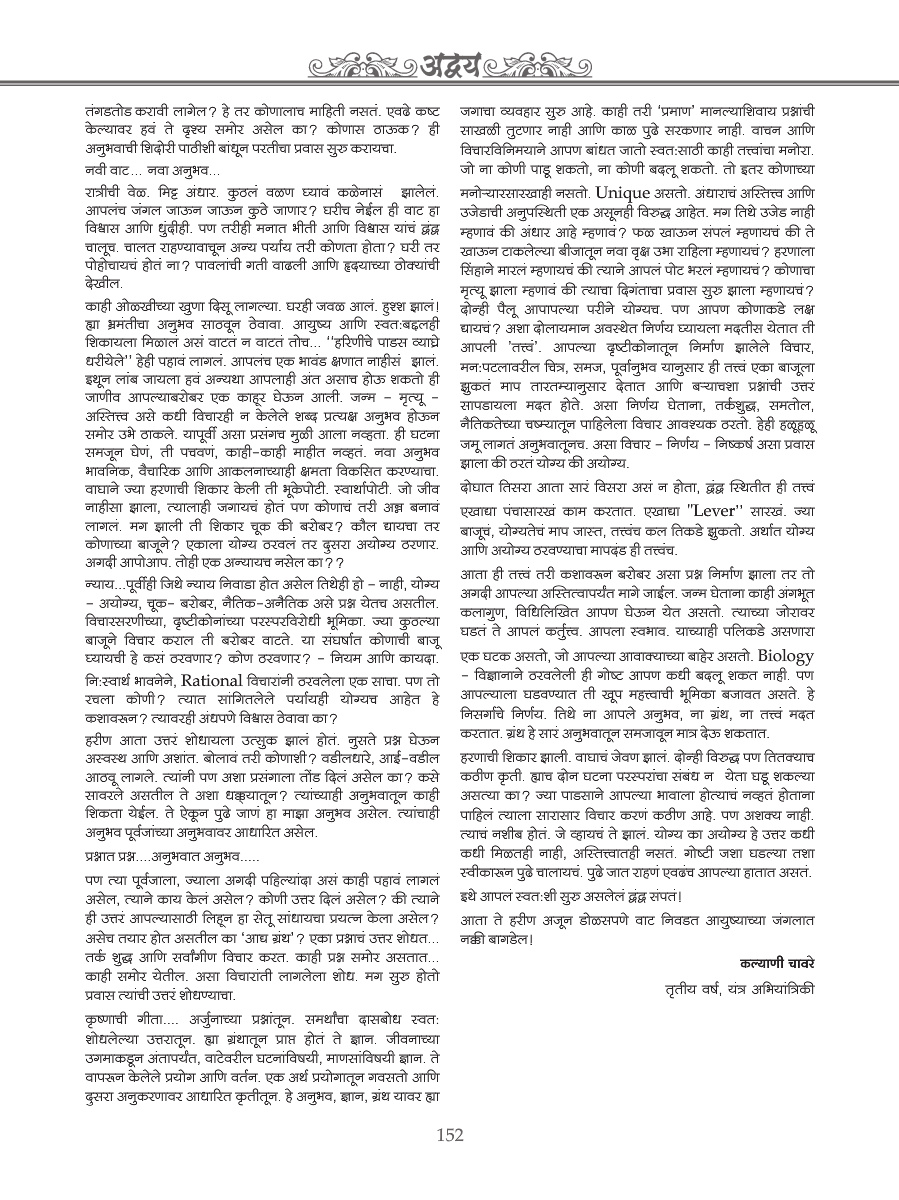 अद्वय
तंगडतोड करावी लागेल? हे तर कोणालाच माहिती नसतं. एवढे कष्ट
केल्यावर हवं ते दृश्य समोर असेल का? कोणास ठाऊक? ही
अनुभवाची शिदोरी पाठीशी बांधून परतीचा प्रवास सुरु करायचा.
नवी वाट... नवा अनुभव...
रात्रीची वेळ. मिट्ट अंधार. कुठलं वळण घ्यावं कळेनासं झालेलं.
आपलंच जंगल जाऊन जाऊन कुठे जाणार? घरीच नेईल ही वाट हा
विश्वास आणि धुंदीही. पण तरीही मनात भीती आणि विश्वास यांचं द्वंद्व
चालूच. चालत राहण्यावाचून अन्य पर्याय तरी कोणता होता? घरी तर
पोहोचायचं होतं ना? पावलांची गती वाढली आणि हृदयाच्या ठोक्यांची
देखील.
काही ओळखीच्या खुणा दिसू लागल्या. घरही जवळ आलं. हुश्श झालं!
ह्या भ्रमंतीचा अनुभव साठवून ठेवावा. आयुष्य आणि स्वतःबद्दलही
शिकायला मिळालं असं वाटतं न वाटतं तोच... ‘‘हरिणीचे पाडस व्याघ्रे
धरीयेले’’ हेही पहावं लागलं. आपलंच एक भावंड क्षणात नाहीसं झालं.
इथून लांब जायला हवं अन्यथा आपलाही अंत असाच होऊ शकतो ही
जाणीव आपल्याबरोबर एक काहूर घेऊन आली. जन्म – मृत्यू –
अस्तित्त्व असे कधी विचारही न केलेले शब्द प्रत्यक्ष अनुभव होऊन
समोर उभे ठाकले. यापूर्वी असा प्रसंगच मुळी आला नव्हता. ही घटना
समजून घेणं, ती पचवणं, काही-काही माहीत नव्हतं. नवा अनुभव
भावनिक, वैचारिक आणि आकलनाच्याही क्षमता विकसित करण्याचा.
वाघाने ज्या हरणाची शिकार केली ती भूकेपोटी. स्वार्थापोटी. जो जीव
नाहीसा झाला, त्यालाही जगायचं होतं पण कोणाचं तरी अन्न बनावं
लागलं. मग झाली ती शिकार चूक की बरोबर? कौल द्यायचा तर
कोणाच्या बाजूने? एकाला योग्य ठरवलं तर दुसरा अयोग्य ठरणार.
अगदी आपोआप. तोही एक अन्यायच नसेल का??
न्याय...पूर्वीही जिथे न्याय निवाडा होत असेल तिथेही हो – नाही, योग्य
– अयोग्य, चूक- बरोबर, नैतिक-अनैतिक असे प्रश्न येतच असतील.
विचारसरणीच्या, दृष्टीकोनांच्या परस्परविरोधी भूमिका. ज्या कुठल्या
बाजूने विचार कराल ती बरोबर वाटते. या संघर्षात कोणाची बाजू
घ्यायची हे कसं ठरवणार? कोण ठरवणार? – नियम आणि कायदा.
निःस्वार्थ भावनेने, Rational विचारांनी ठरवलेला एक साचा. पण तो
रचला कोणी? त्यात सांगितलेले पर्यायही योग्यच आहेत हे
कशावरून? त्यावरही अंधपणे विश्वास ठेवावा का?
हरीण आता उत्तरं शोधायला उत्सुक झालं होतं. नुसते प्रश्न घेऊन
अस्वस्थ आणि अशांत. बोलावं तरी कोणाशी? वडीलधारे, आई-वडील
आठवू लागले. त्यांनी पण अशा प्रसंगाला तोंड दिलं असेल का? कसे
सावरले असतील ते अशा धक्क्यातून? त्यांच्याही अनुभवातून काही
शिकता येईल. ते ऐकून पुढे जाणं हा माझा अनुभव असेल. त्यांचाही
अनुभव पूर्वजांच्या अनुभवावर आधारित असेल.
प्रश्नात प्रश्न....अनुभवात अनुभव.....
पण त्या पूर्वजाला, ज्याला अगदी पहिल्यांदा असं काही पहावं लागलं
असेल, त्याने काय केलं असेल? कोणी उत्तर दिलं असेल? की त्याने
ही उत्तरं आपल्यासाठी लिहून हा सेतू सांधायचा प्रयत्न केला असेल?
असेच तयार होत असतील का ‘आद्य ग्रंथ’? एका प्रश्नाचं उत्तर शोधत...
तर्क शुद्ध आणि सर्वांगीण विचार करत. काही प्रश्न समोर असतात...
काही समोर येतील. असा विचारांती लागलेला शोध. मग सुरु होतो
प्रवास त्यांची उत्तरं शोधण्याचा.
कृष्णाची गीता.... अर्जुनाच्या प्रश्नांतून. समर्थांचा दासबोध स्वतः
शोधलेल्या उत्तरातून. ह्या ग्रंथातून प्राप्त होतं ते ज्ञान. जीवनाच्या
उगमाकडून अंतापर्यंत, वाटेवरील घटनांविषयी, माणसांविषयी ज्ञान. ते
वापरून केलेले प्रयोग आणि वर्तन. एक अर्थ प्रयोगातून गवसतो आणि
दुसरा अनुकरणावर आधारित कृतीतून. हे अनुभव, ज्ञान, ग्रंथ यावर ह्या
जगाचा व्यवहार सुरु आहे. काही तरी ‘प्रमाण’ मानल्याशिवाय प्रश्नांची
साखळी तुटणार नाही आणि काळ पुढे सरकणार नाही. वाचन आणि
विचारविनिमयाने आपण बांधत जातो स्वतःसाठी काही तत्त्वांचा मनोरा.
जो ना कोणी पाडू शकतो, ना कोणी बदलू शकतो. तो इतर कोणाच्या
मनोऱ्यारसारखाही नसतो. Unique असतो. अंधाराचं अस्तित्त्व आणि
उजेडाची अनुपस्थिती एक असूनही विरुद्ध आहेत. मग तिथे उजेड नाही
म्हणावं की अंधार आहे म्हणावं? फळ खाऊन संपलं म्हणायचं की ते
खाऊन टाकलेल्या बीजातून नवा वृक्ष उभा राहिला म्हणायचं? हरणाला
सिंहाने मारलं म्हणावं की त्याने आपलं पोट भरलं म्हणायचं? कोणाचा
मृत्यू झाला म्हणावं की त्याचा दिगंताचा प्रवास सुरु झाला म्हणायचं?
दोन्ही पैलू आपापल्या परीने योग्यच. पण आपण कोणाकडे लक्ष
द्यायचं? अशा दोलायमान अवस्थेत निर्णय घ्यायला मदतीस येतात ती
आपली ’तत्त्वं’. आपल्या दृष्टीकोनातून निर्माण झालेले विचार,
मनःपटलावरील चित्र, समज, पूर्वानुभव यानुसार ही तत्त्वं एका बाजूला
झुकतं माप तारतम्यानुसार देतात आणि बऱ्याचशा प्रश्नांची उत्तरं
सापडायला मदत होते. असा निर्णय घेताना, तर्कशुद्ध, समतोल,
नैतिकतेच्या चष्म्यातून पाहिलेला विचार आवश्यक ठरतो. हेही हळूहळू
जमू लागतं अनुभवातूनच. असा विचार – निर्णय – निष्कर्ष असा प्रवास
झाला की ठरतं योग्य की अयोग्य.
दोघात तिसरा आता सारं विसरा असं न होता, द्वंद्व स्थितीत ही तत्त्वं
एखाद्या पंचासारखं काम करतात. एखाद्या "Lever’’ सारखं. ज्या
बाजूचं, योग्यतेचं माप जास्त, तत्त्वंच कल तिकडे झुकतो. अर्थात योग्य
आणि अयोग्य ठरवण्याचा मापदंड ही तत्त्वंच.
आता ही तत्त्वं तरी कशावरून बरोबर असा प्रश्न निर्माण झाला तर तो
अगदी आपल्या अस्तित्वापर्यंत मागे जाईल. जन्म घेताना काही अंगभूत
कलागुण, विधिलिखित आपण घेऊन येत असतो. त्याच्या जोरावर
घडतं ते आपलं कर्तृत्त्व. आपला स्वभाव. याच्याही पलिकडे असणारा
एक घटक असतो, जो आपल्या आवाक्याच्या बाहेर असतो. Biology
– विज्ञानाने ठरवलेली ही गोष्ट आपण कधी बदलू शकत नाही. पण
आपल्याला घडवण्यात ती खूप महत्त्वाची भूमिका बजावत असते. हे
निसर्गाचे निर्णय. तिथे ना आपले अनुभव, ना ग्रंथ, ना तत्त्वं मदत
करतात. ग्रंथ हे सारं अनुभवातून समजावून मात्र देऊ शकतात.
हरणाची शिकार झाली. वाघाचं जेवण झालं. दोन्ही विरुद्ध पण तितक्याच
कठीण कृती. ह्याच दोन घटना परस्परांचा संबंध न येता घडू शकल्या
असत्या का? ज्या पाडसाने आपल्या भावाला होत्याचं नव्हतं होताना
पाहिलं त्याला सारासार विचार करणं कठीण आहे. पण अशक्य नाही.
त्याचं नशीब होतं. जे व्हायचं ते झालं. योग्य का अयोग्य हे उत्तर कधी
कधी मिळतही नाही, अस्तित्त्वातही नसतं. गोष्टी जशा घडल्या तशा
स्वीकारून पुढे चालायचं. पुढे जात राहणं एवढंच आपल्या हातात असतं.
इथे आपलं स्वतःशी सुरु असलेलं द्वंद्व संपतं!
आता ते हरीण अजून डोळसपणे वाट निवडत आयुष्याच्या जंगलात
नक्की बागडेल!
कल्याणी चावरे
तृतीय वर्ष, यंत्र अभियांत्रिकी
152